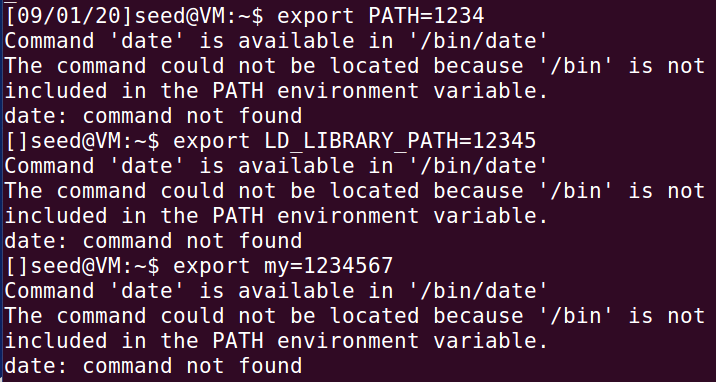 [09/01/20]seed@VM:~$ export PATH=1234
Command 'date' is available in '/bin/date'
The command could not be located because '/bin' is not
included in the PATH environment variable.
date: command not found
[]seed@VM:~$ export LD_LIBRARY_PATH=12345
Command 'date' is available in '/bin/date'
The command could not be located because '/bin' is not
included in the PATH environment variable.
date: command not found
[]seed@VM:~$ export my=1234567
Command 'date' is available in '/bin/date'
The command could not be located because '/bin' is not
included in the PATH environment variable.
date: command not found